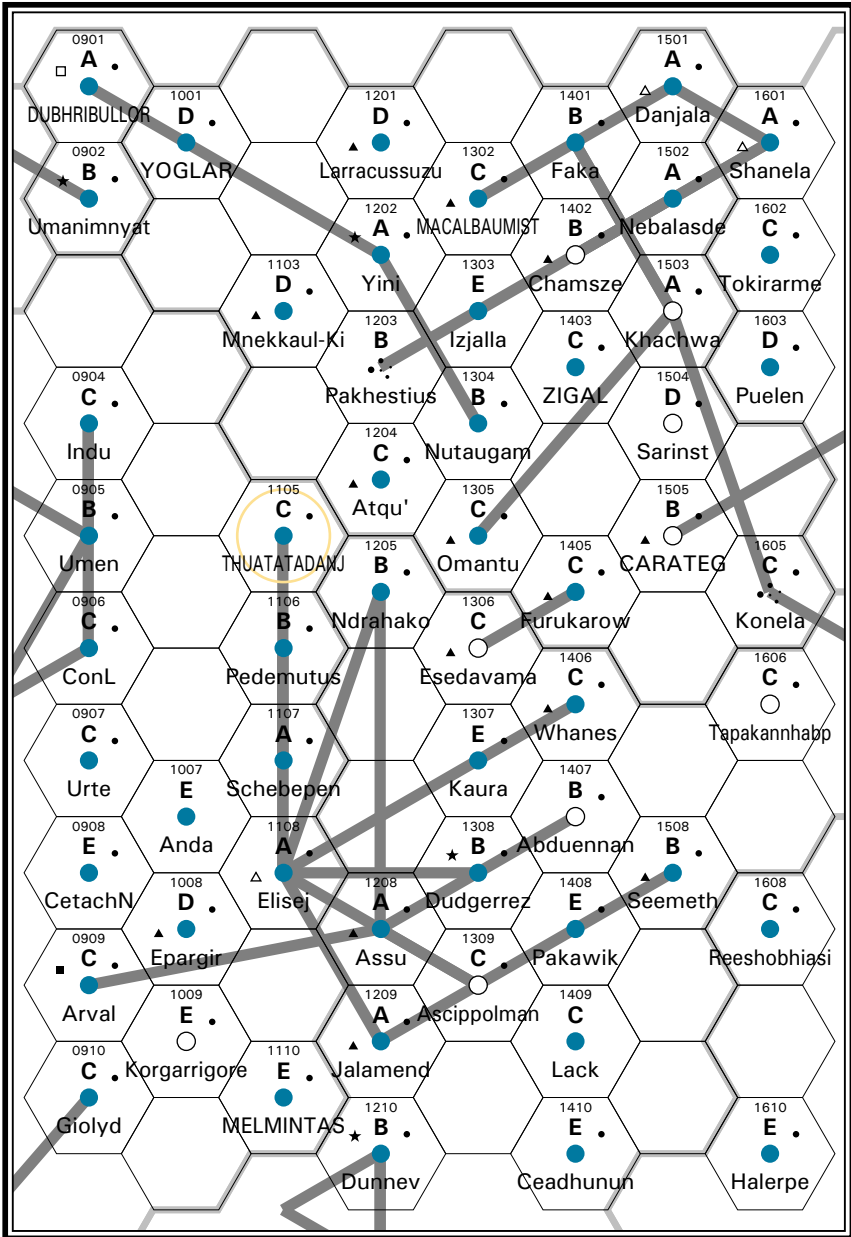 0901
A
DUBHRIBULLOR
0902
B
Umanimnyat
0904
C
Indu
0905
B
Umen
0906
C
ConL
0907
C
Urte
0908
E
CetachN
0909
C
Arval
0910
C
Giolyd
1001
D
YOGLAR
1007
E
Anda
1008
D
Epargir
1009
E
Korgarrigore
1103
D
Mnekkaul-Ki
1105
C
THUATATADANJ
1106
B
Pedemutus
1107
A
Schebepen
1108
A
Elisej
1110
E
MELMINTAS
1201
D
Larracussuzu
1202
A
Yini
1203
B
Pakhestius
1204
C
Atqu'
1205
B
Ndrahako
1208
A
Assu
1209
A
Jalamend
1210
B
Dunnev
1302
C
MACALBAUMIST
1303
E
Izjalla
1304
B
Nutaugam
1305
C
Omantu
1306
C
Esedavama
1307
E
Kaura
1308
B
Dudgerrez
1309
C
Ascippolman
1401
B
Faka
1402
B
Chamsze
1403
C
ZIGAL
1405
C
Furukarow
1406
C
Whanes
1407
B
Abduennan
1408
E
Pakawik
1409
C
Lack
1410
E
Ceadhunun
1501
A
Danjala
1502
A
Nebalasde
1503
A
Khachwa
1504
D
Sarinst
1505
B
CARATEG
1508
B
Seemeth
1601
A
Shanela
1602
C
Tokirarme
1603
D
Puelen
1605
C
Konela
1606
C
Tapakannhabp
1608
C
Reeshobhiasi
1610
E
Halerpe